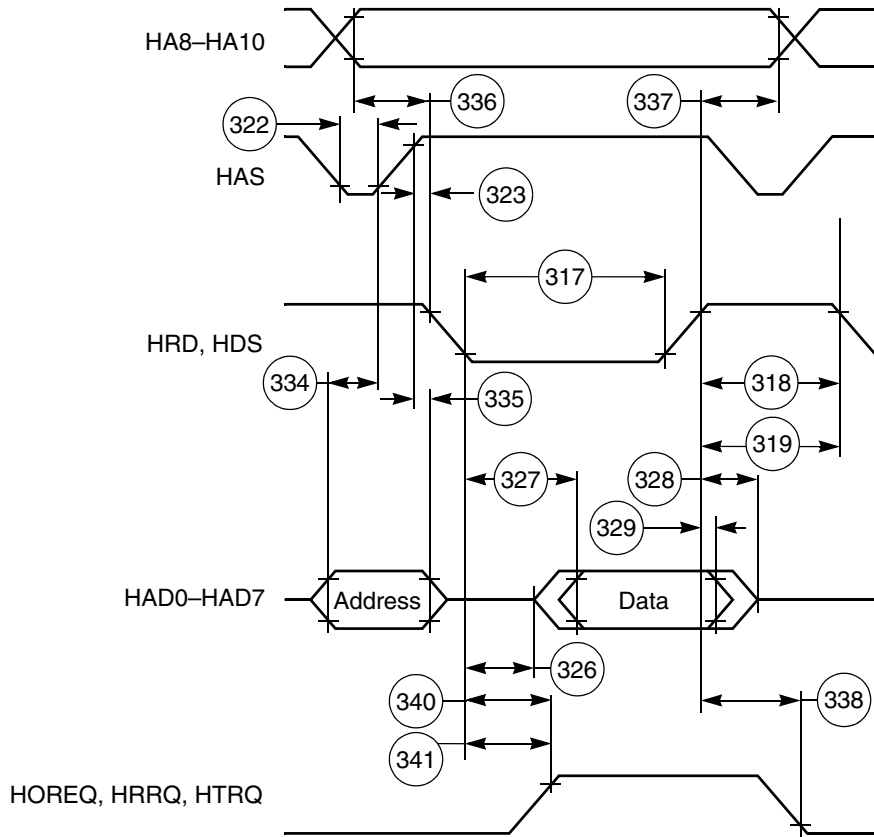 HA8–HA10
336
337
322
HAS
323
317
HRD, HDS
334
335
318
319
327
328
329
HAD0–HAD7
Address
Data
326
340
338
341
HOREQ, HRRQ, HTRQ